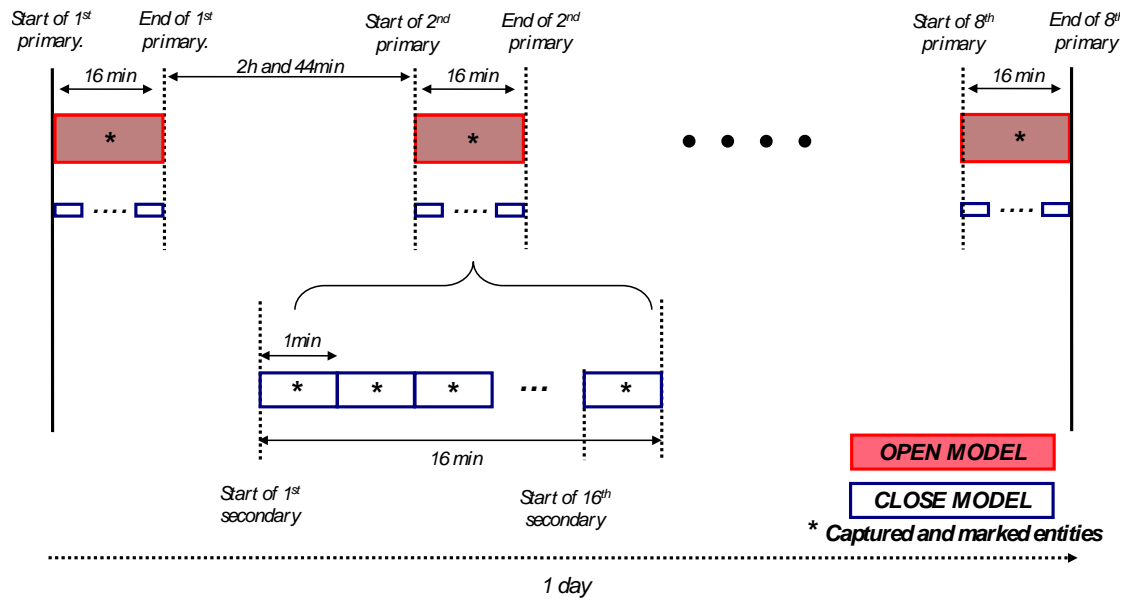 Start of 1st
primary.
End of 1st
primary.
Start of 2nd
primary
End of 2nd
primary
Start of 8th
primary
End of 8th
primary
16 min
2h and 44min
16 min
16 min
*
*
• • • •
*
....
....
....
1min
*
*
*
...
*
16 min
Start of 1st
secondary
Start of 16th
secondary
OPEN MODEL
CLOSE MODEL
* Captured and marked entities
1 day